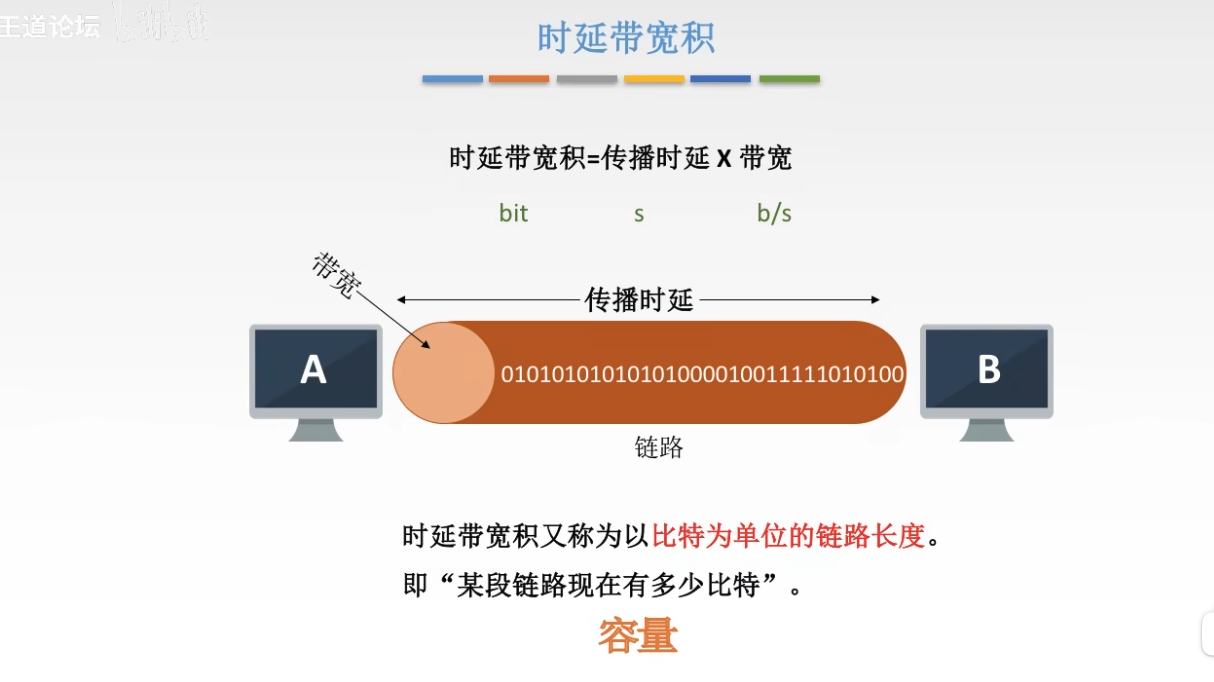 王道论坛 bilibili
时延带宽积
时延带宽积=传播时延 X 带宽
bit s b/s
带宽
传播时延
A
01010101010101000010011111010100
B
链路
时延带宽积又称为以比特为单位的链路长度。
即“某段链路现在有多少比特”。
容量